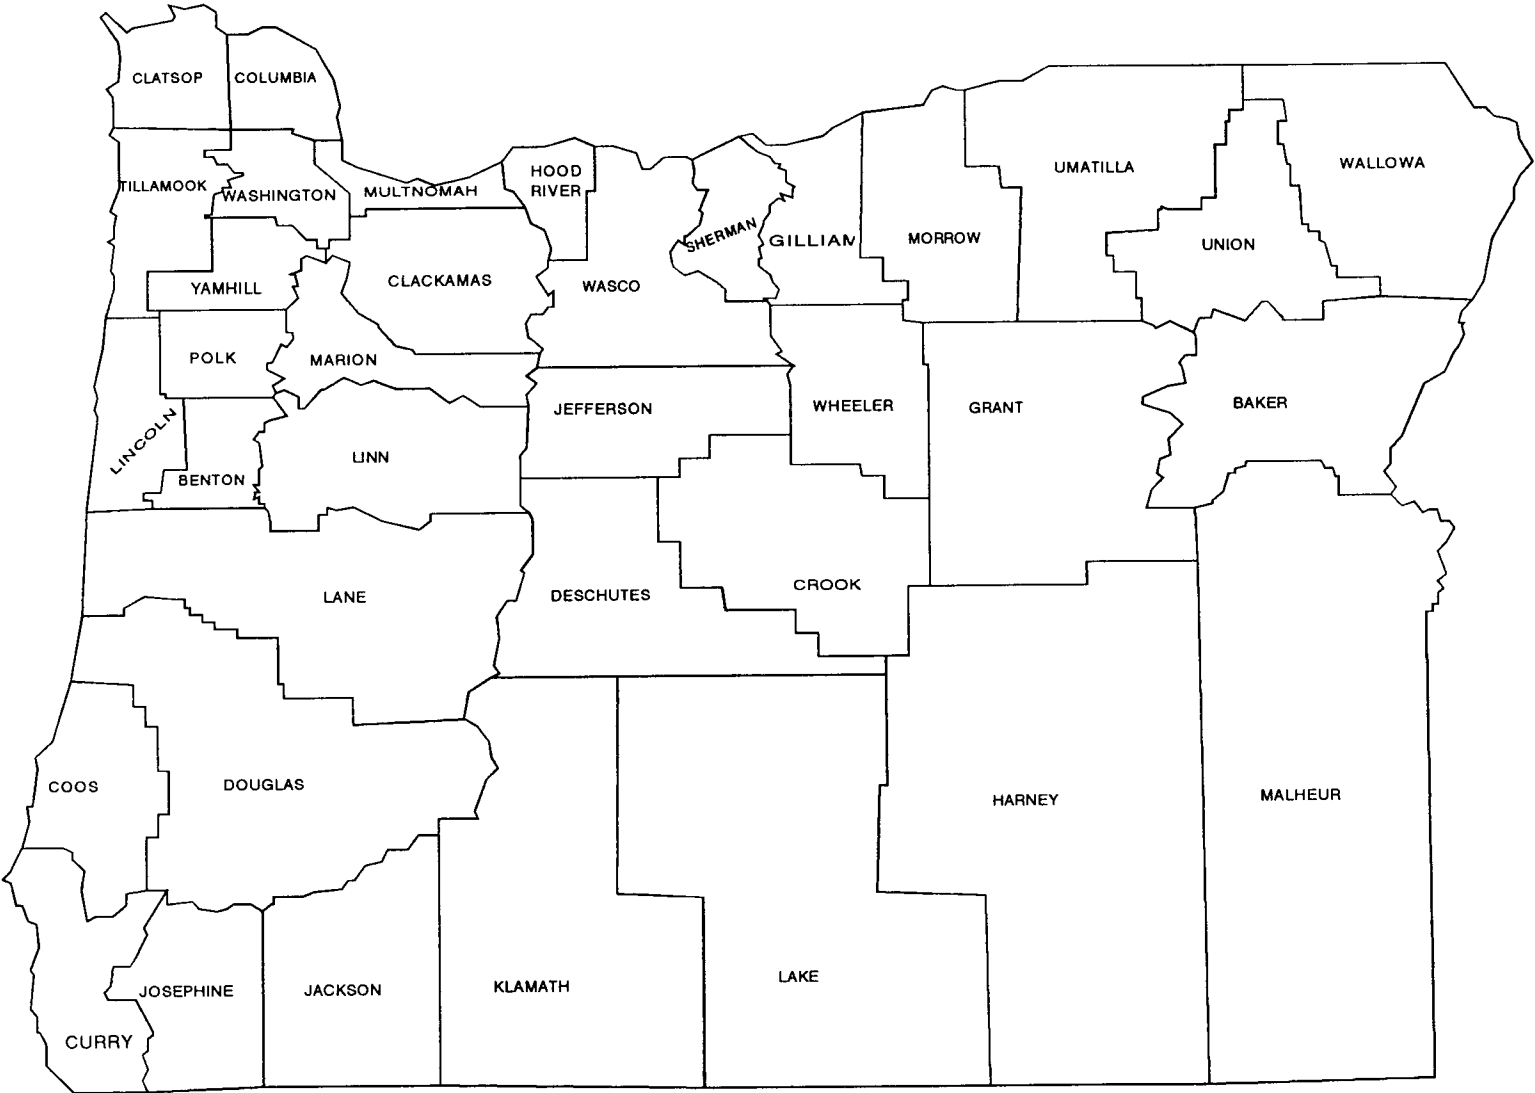 CLATSOP
COLUMBIA
TILLAMOOK
WASHINGTON
MULTNOMAH
HOOD
RIVER
UMATILLA
WALLOWA
SHERMAN
GILLIAM
MORROW
UNION
YAMHILL
CLACKAMAS
WASCO
POLK
MARION
JEFFERSON
WHEELER
GRANT
BAKER
LINCOLN
BENTON
LINN
LANE
DESCHUTES
CROOK
COOS
DOUGLAS
HARNEY
MALHEUR
CURRY
JOSEPHINE
JACKSON
KLAMATH
LAKE